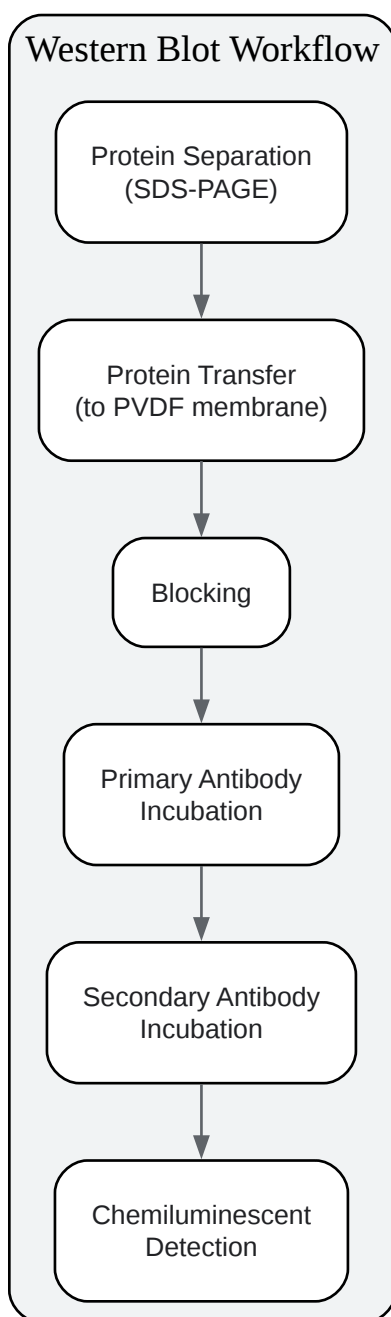 Western Blot Workflow
Protein Separation
(SDS-PAGE)
Protein Transfer
(to PVDF membrane)
Blocking
Primary Antibody
Incubation
Secondary Antibody
Incubation
Chemiluminescent
Detection